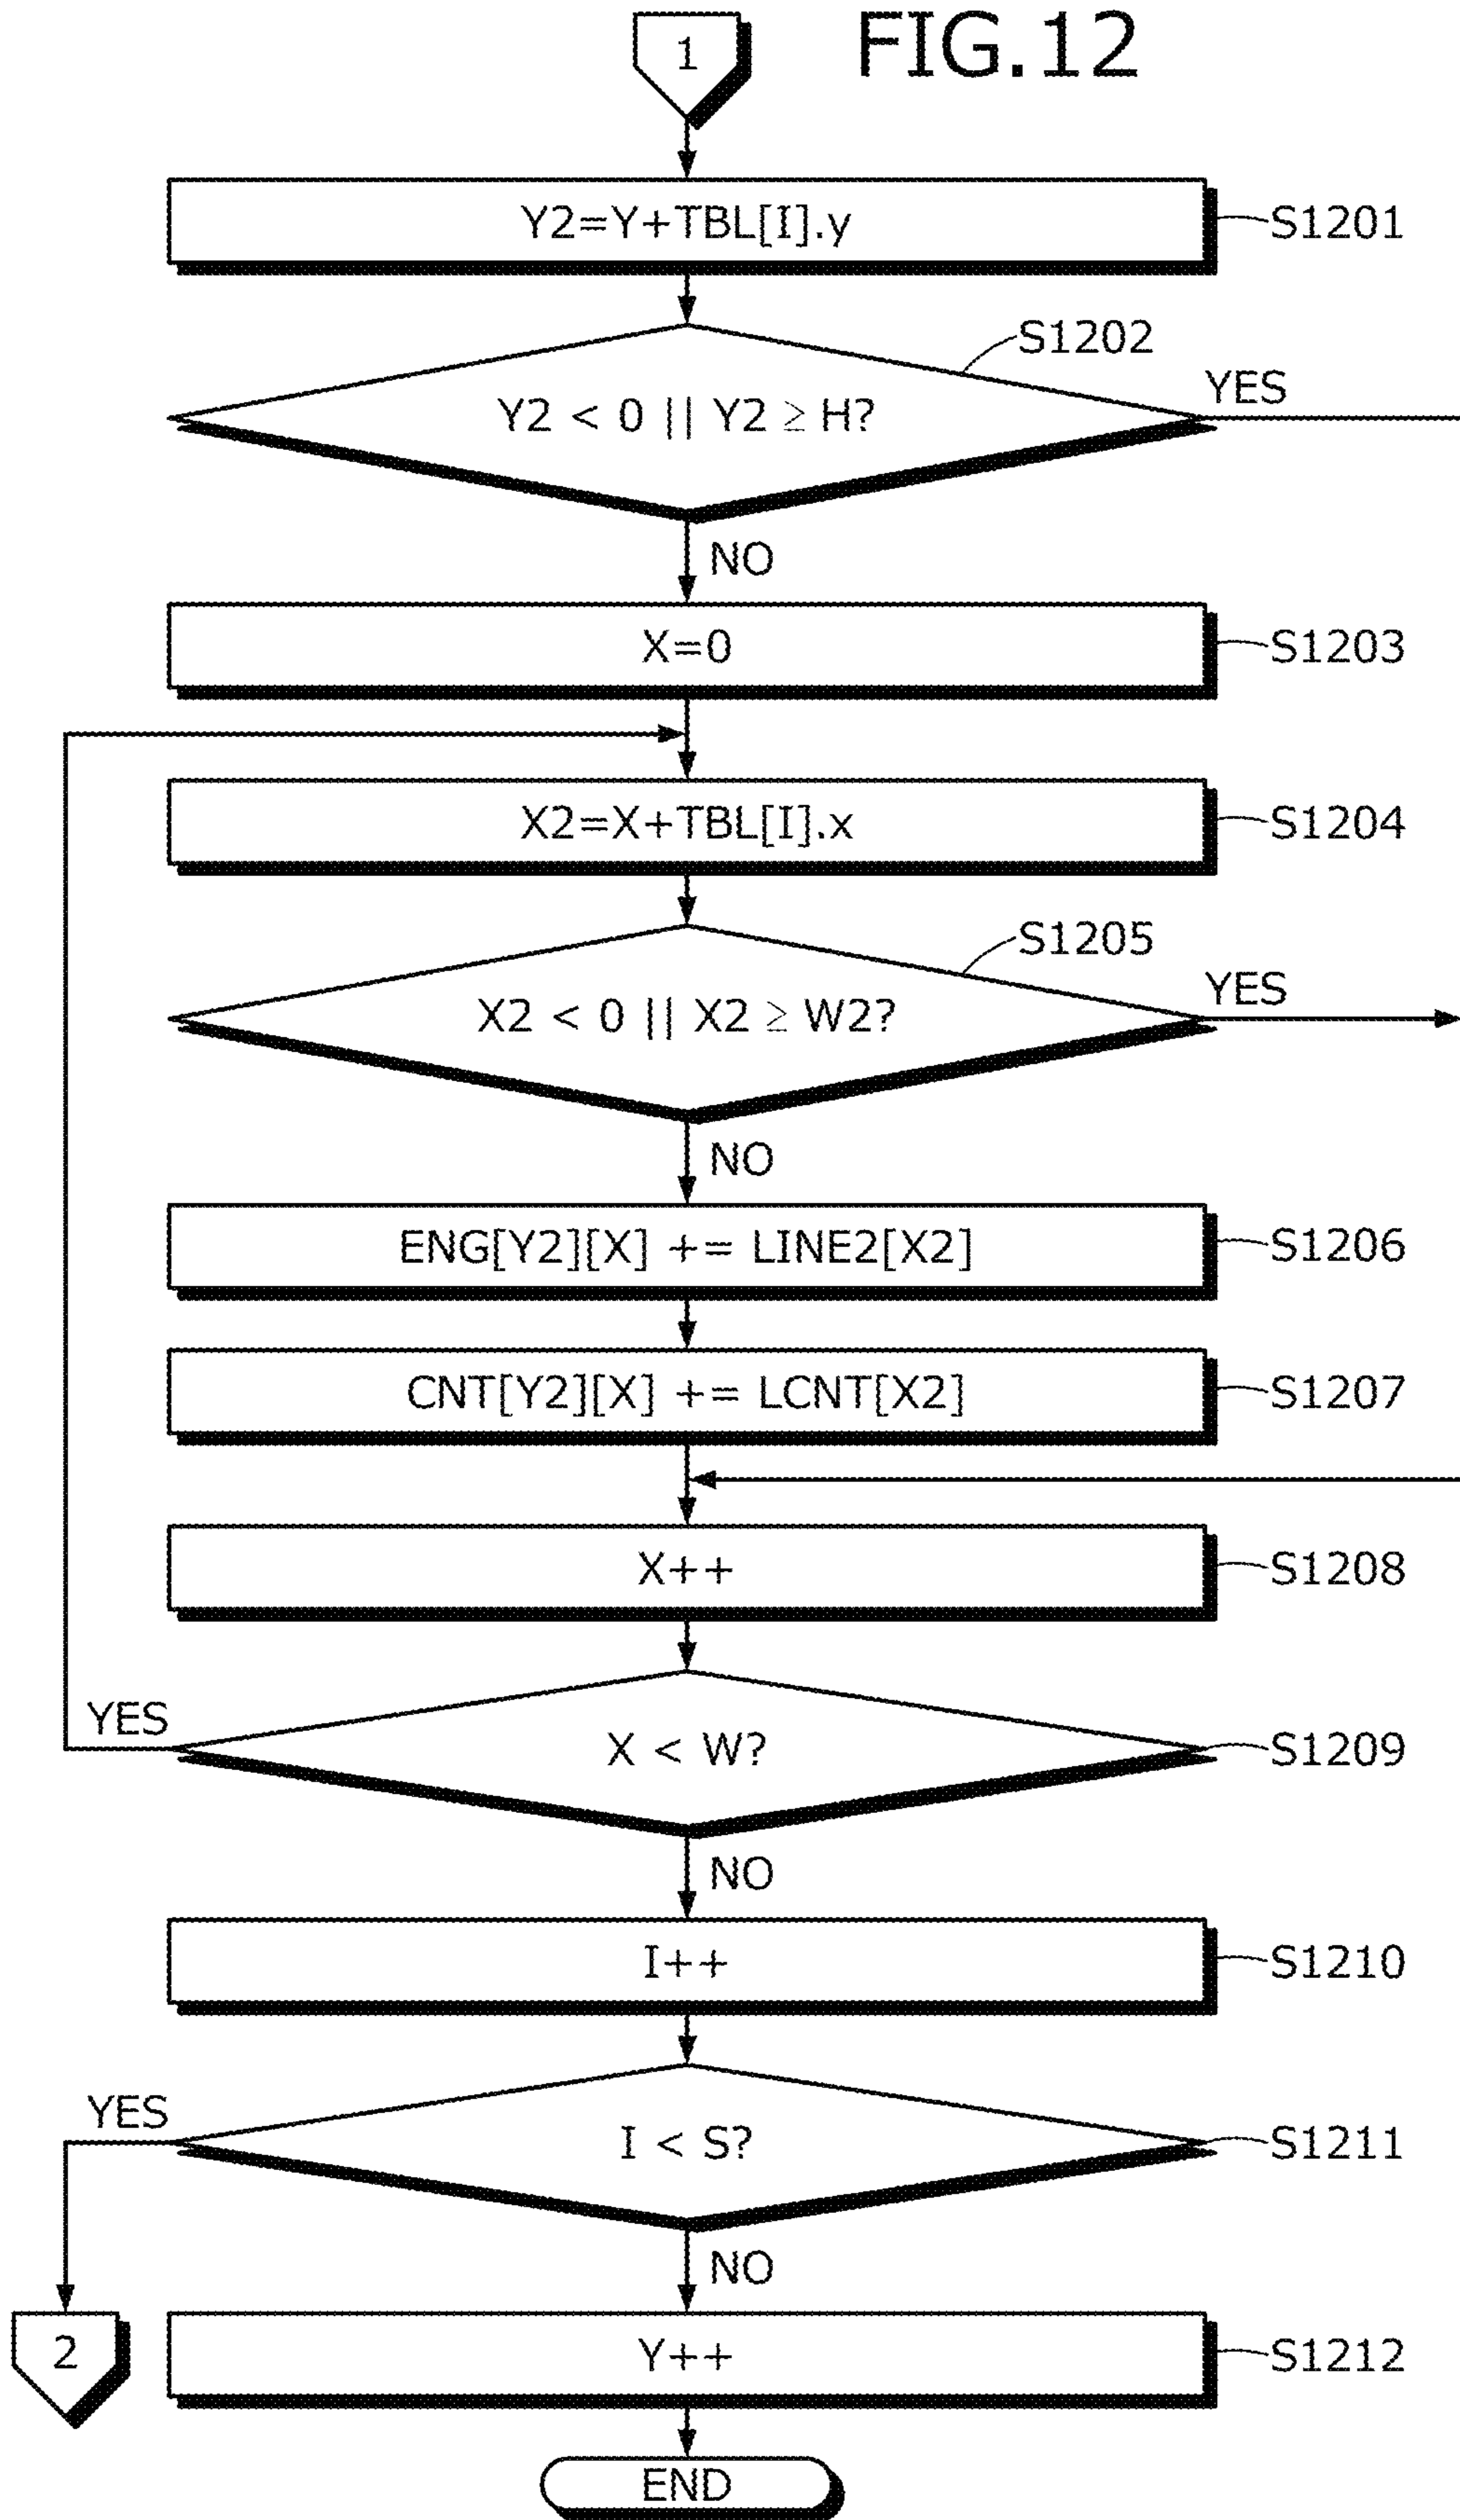 1
FIG.12
Y2=Y+TBL[I].y
S1201
S1202
Y2 < 0 || Y2 ≥ H?
YES
NO
X=0
S1203
X2=X+TBL[I].x
S1204
S1205
X2 < 0 || X2 ≥ W2?
YES
NO
ENG[Y2][X] += LINE2[X2]
S1206
CNT[Y2][X] += LCNT[X2]
S1207
X++
S1208
YES
X < W?
S1209
NO
I++
S1210
YES
I < S?
S1211
NO
2
Y++
S1212
END